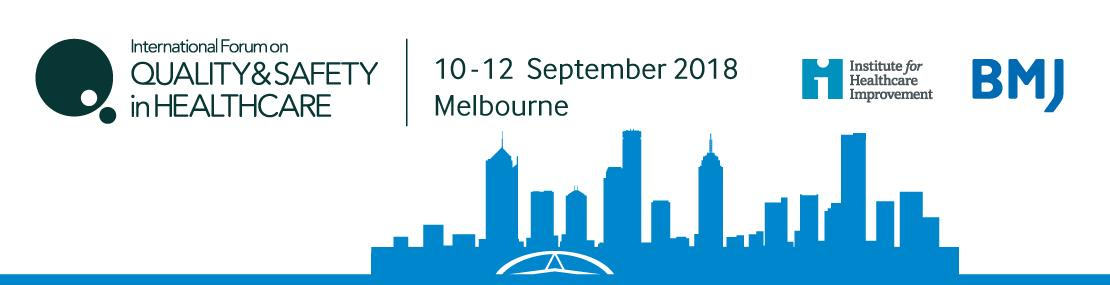 International Forum on
QUALITY & SAFETY
in HEALTHCARE
10-12 September 2018
Melbourne
Institute for
Healthcare
Improvement
BMJ